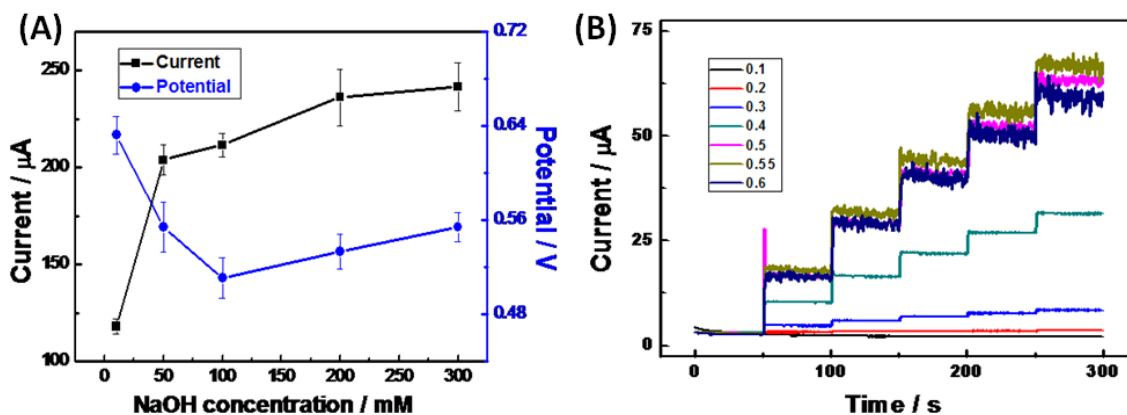 (A)
Current
Potential
250
200
150
100
Current / µA
0.72
0.64
0.56
0.48
Potential / V
0 50 100 150 200 250 300
NaOH concentration / mM
(B)
0.1
0.2
0.3
0.4
0.5
0.55
0.6
75
50
25
0
Current / µA
0 100 200 300
Time / s